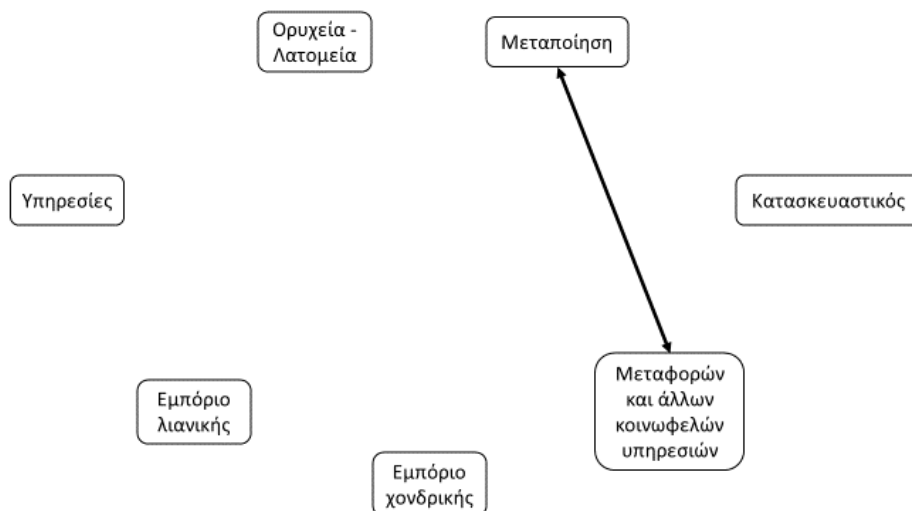 Ορυχεία -
Λατομεία
Μεταποίηση
Υπηρεσίες
Κατασκευαστικός
Μεταφορών
και άλλων
κοινωφελών
υπηρεσιών
Εμπόριο
λιανικής
Εμπόριο
χονδρικής